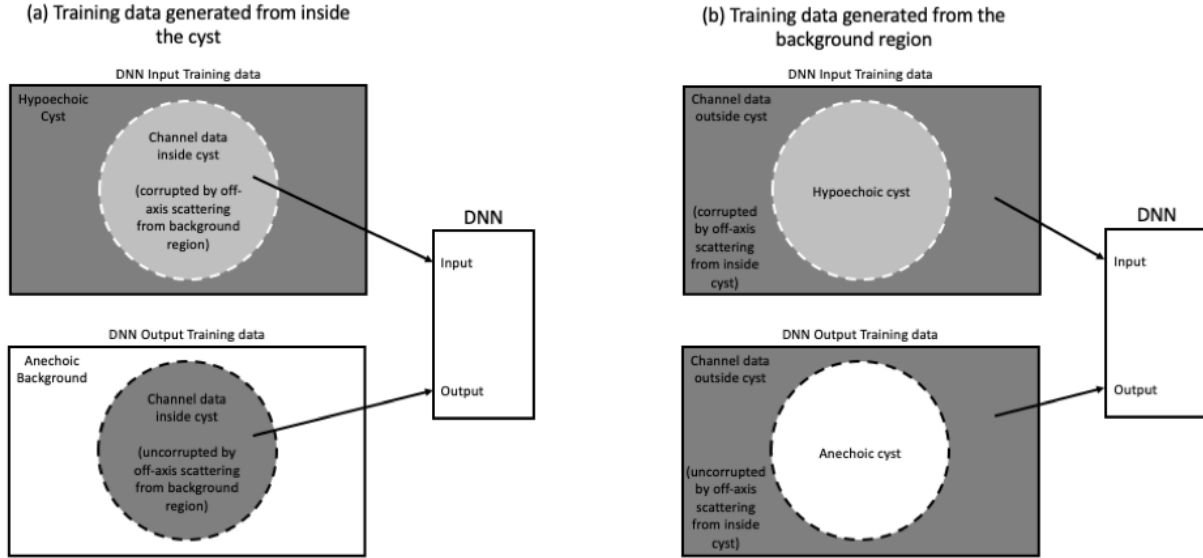 (a) Training data generated from inside
the cyst
DNN Input Training data
Hypoechoic
Cyst
Channel data
inside cyst
(corrupted by off-
axis scattering
from background
region)
DNN
Input
Output
DNN Output Training data
Anechoic
Background
Channel data
inside cyst
(uncorrupted by
off-axis scattering
from background
region)
(b) Training data generated from the
background region
DNN Input Training data
Channel data
outside cyst
Hypoechoic cyst
(corrupted
by off-axis
scattering
from inside
cyst)
DNN
Input
Output
DNN Output Training data
Channel data
outside cyst
Anechoic cyst
(uncorrupted
by off-axis
scattering
from inside
cyst)